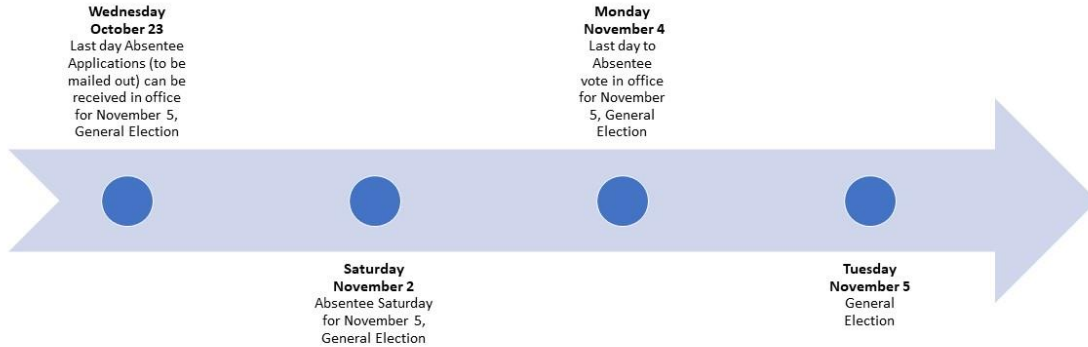 Wednesday
October 23
Last day Absentee
Applications (to be
mailed out) can be
received in office
for November 5,
General Election
Saturday
November 2
Absentee Saturday
for November 5,
General Election
Monday
November 4
Last day to
Absentee
vote in office
for November
5, General
Election
Tuesday
November 5
General
Election